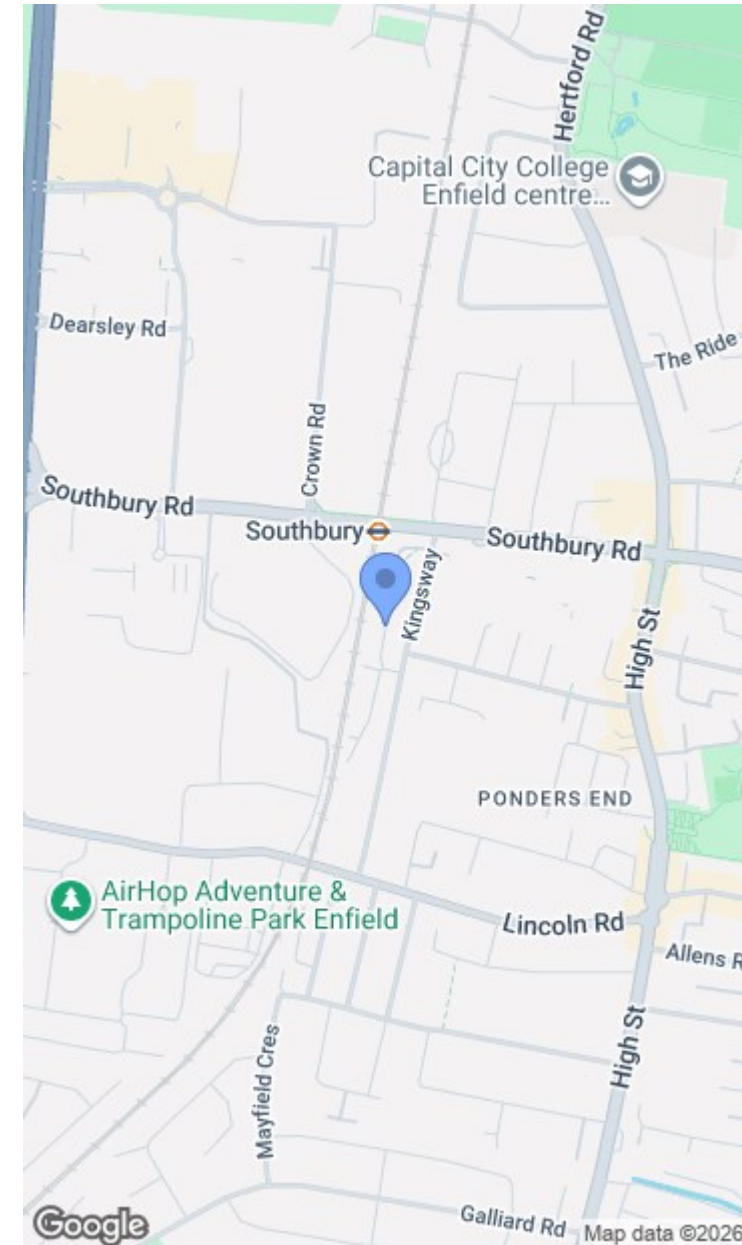 Hertford Rd
Capital City College
Enfield centre...
Dearsley Rd
The Ride
Crown Rd
Southbury Rd
Southbury
Southbury Rd
Kingsway
High St
PONDERS END
AirHop Adventure &
Trampoline Park Enfield
Lincoln Rd
Allens R
High St
Mayfield Cres
Galliard Rd
Google
Map data ©2026